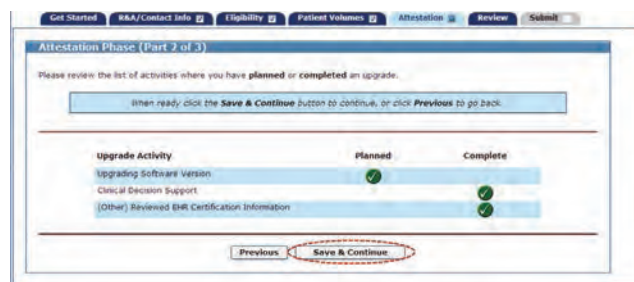 Get Started R&A/Contact Info Eligibility Patient Volumes Attestation Review Submit
Attestation Phase (Part 2 of 3)
Please review the list of activities where you have planned or completed an upgrade.
When ready click the Save & Continue button to continue, or click Previous to go back.
Upgrade Activity Planned Complete
Upgrading Software Version
Clinical Decision Support
(Other) Reviewed EHR Certification Information
Previous Save & Continue